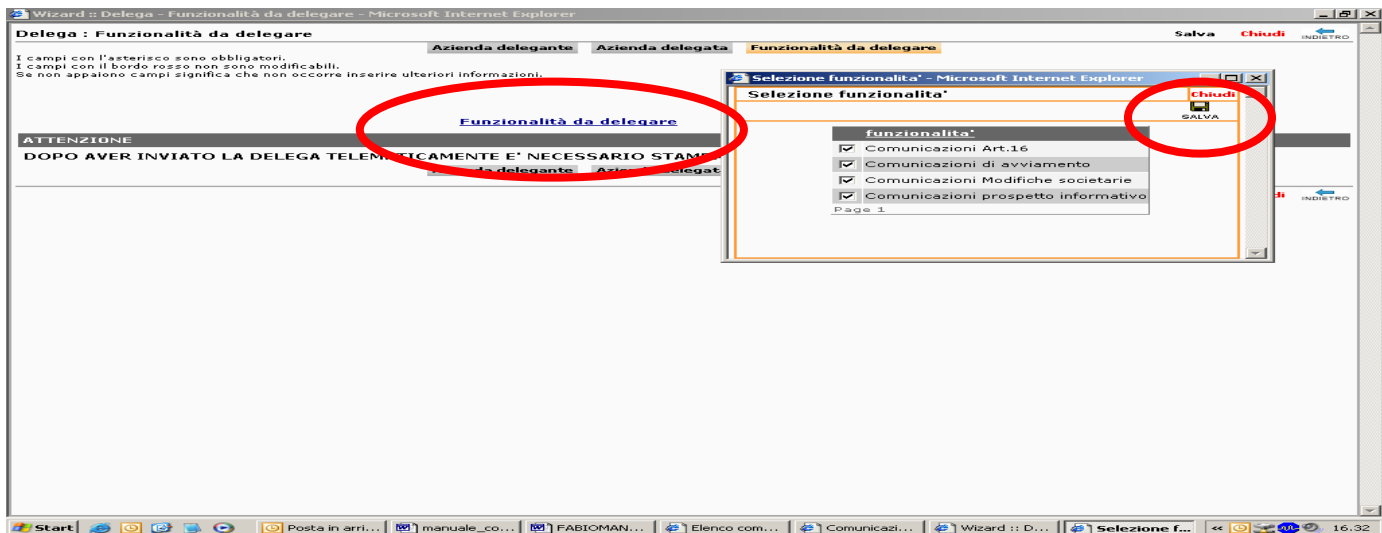 Wizard :: Delega - Funzionalità da delegare - Microsoft Internet Explorer
Delega : Funzionalità da delegare
Salva Chiudi INDIETRO
Azienda delegante Azienda delegata Funzionalità da delegare
I campi con l'asterisco sono obbligatori.
I campi con il bordo rosso non sono modificabili.
Se non appaiono campi significa che non occorre inserire ulteriori informazioni.
Funzionalità da delegare
ATTENZIONE
DOPO AVER INVIATO LA DELEGA TELEMATICAMENTE E' NECESSARIO STAMP
Azienda delegante Azienda delegat
di INDIETRO
Selezione funzionalita' - Microsoft Internet Explorer
Selezione funzionalita' Chiudi
SALVA
funzionalita'
Comunicazioni Art.16
Comunicazioni di avviamento
Comunicazioni Modifiche societarie
Comunicazioni prospetto informativo
Page 1
Start Posta in arri... manuale_co... FABIOMAN... Elenco com... Comunicazi... Wizard :: D... Selezione f... « 16.32